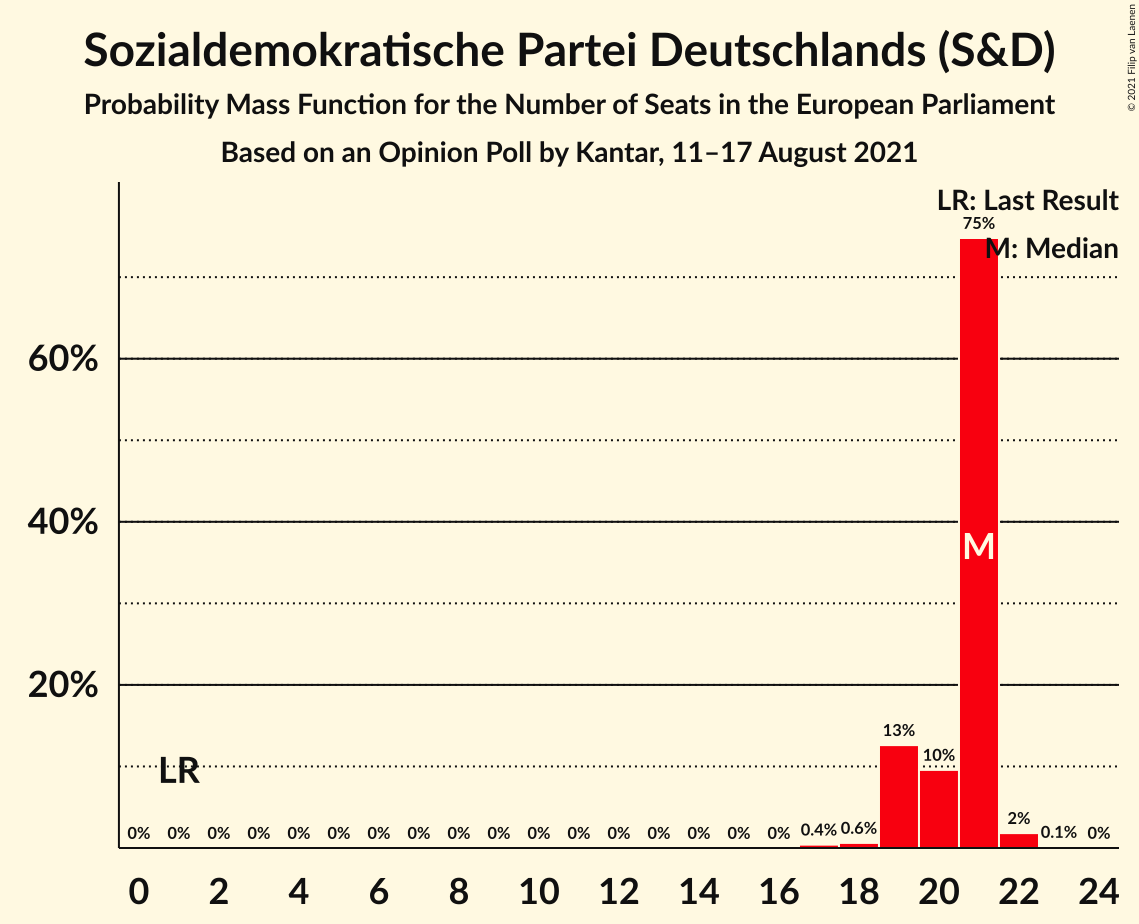 Sozialdemokratische Partei Deutschlands (S&D)
Probability Mass Function for the Number of Seats in the European Parliament
Based on an Opinion Poll by Kantar, 11–17 August 2021
© 2021 Filip van Laenen
LR: Last Result
75%
M: Median
60%
40%
M
20%
13%
LR
10%
0% 0% 0% 0% 0% 0% 0% 0% 0% 0% 0% 0% 0% 0% 0% 0% 0% 0.4% 0.6% 2% 0.1% 0%
0 2 4 6 8 10 12 14 16 18 20 22 24